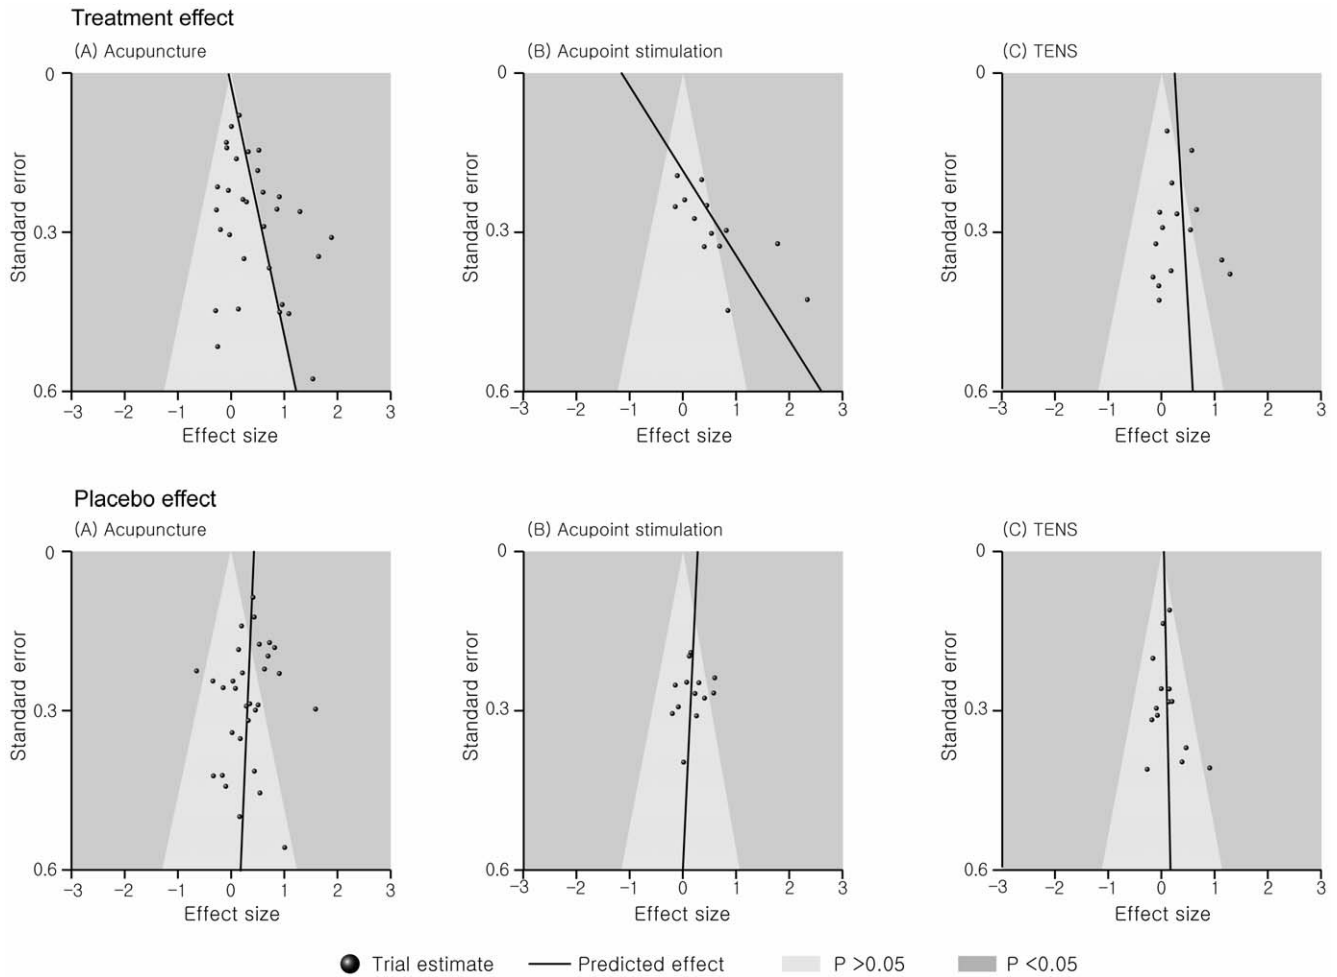 Treatment effect
(A) Acupuncture
(B) Acupoint stimulation
(C) TENS
0
0.3
0.6
Standard error
−3 −2 −1 0 1 2 3
Effect size
0
0.3
0.6
Standard error
−3 −2 −1 0 1 2 3
Effect size
0
0.3
0.6
Standard error
−3 −2 −1 0 1 2 3
Effect size
Placebo effect
(A) Acupuncture
(B) Acupoint stimulation
(C) TENS
0
0.3
0.6
Standard error
−3 −2 −1 0 1 2 3
Effect size
0
0.3
0.6
Standard error
−3 −2 −1 0 1 2 3
Effect size
0
0.3
0.6
Standard error
−3 −2 −1 0 1 2 3
Effect size
Trial estimate Predicted effect P >0.05 P <0.05